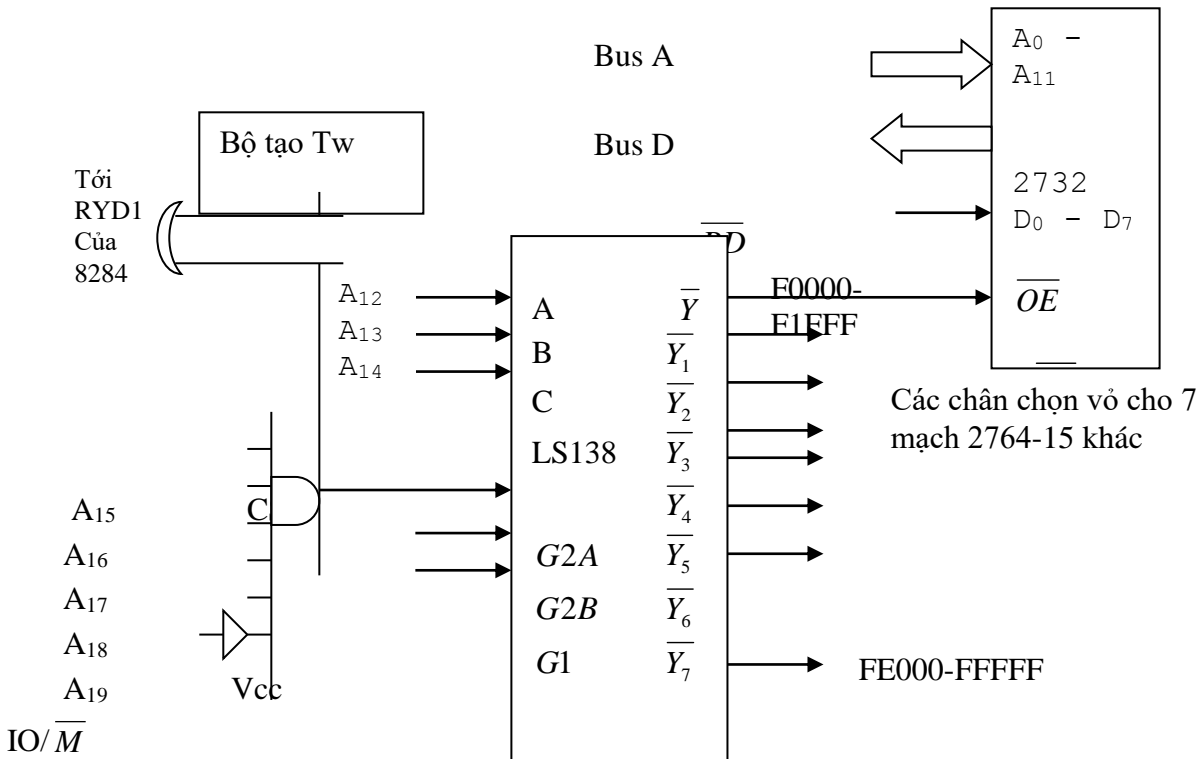 Bus A
A0 -
A11
Bộ tạo Tw
Bus D
Tới
RYD1
Của
8284
2732
D0 - D7
RD
A12
A
Y
F0000-
F1FFF
OE
A13
B
Y1
A14
C
Y2
Các chân chọn vỏ cho 7
mạch 2764-15 khác
LS138
Y3
A15
C
Y4
A16
G2A
Y5
A17
G2B
Y6
A18
G1
Y7
FE000-FFFFF
A19
Vcc
IO/M